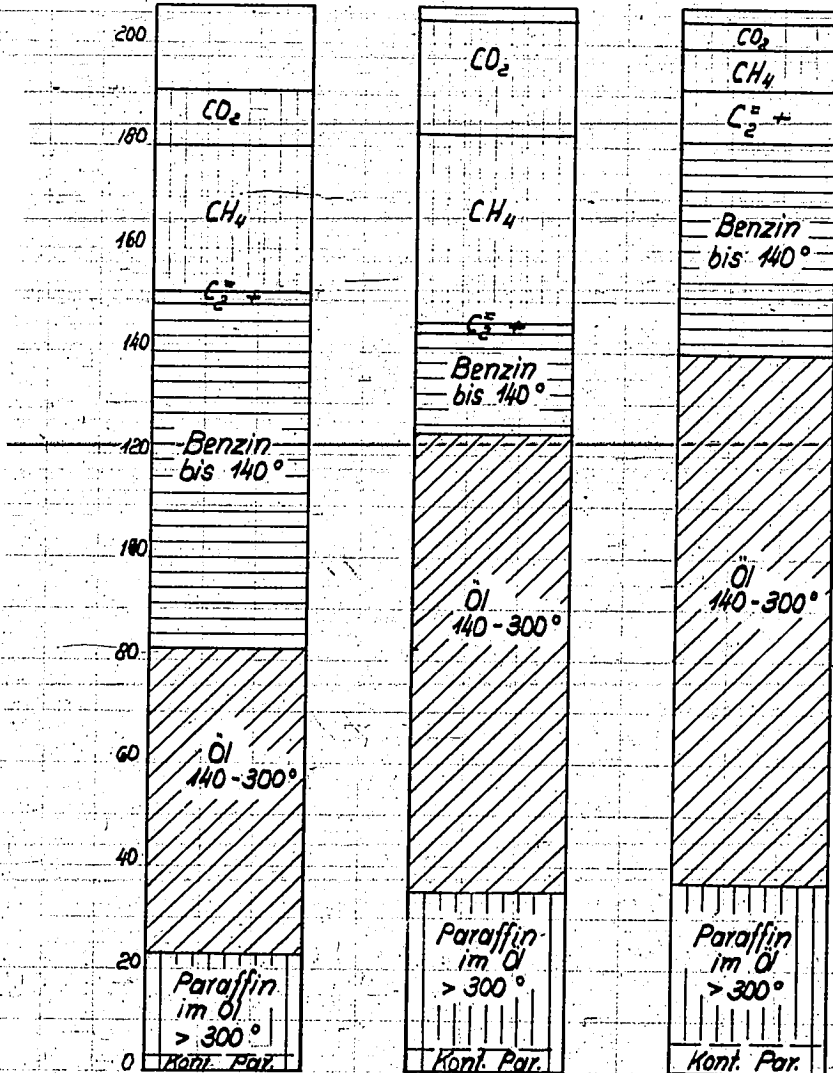 200
180
160
140
120
100
80
60
40
20
0
CO₂
CH₄
C₂⁼ +
Benzin
bis 140°
Öl
140-300°
Paraffin
im Öl
> 300°
Kont. Par.
CO₂
CH₄
C₂⁼ +
Benzin
bis 140°
Öl
140-300°
Paraffin
im Öl
> 300°
Kont. Par.
CO₂
CH₄
C₂⁼ +
Benzin
bis 140°
Öl
140-300°
Paraffin
im Öl
> 300°
Kont. Par.